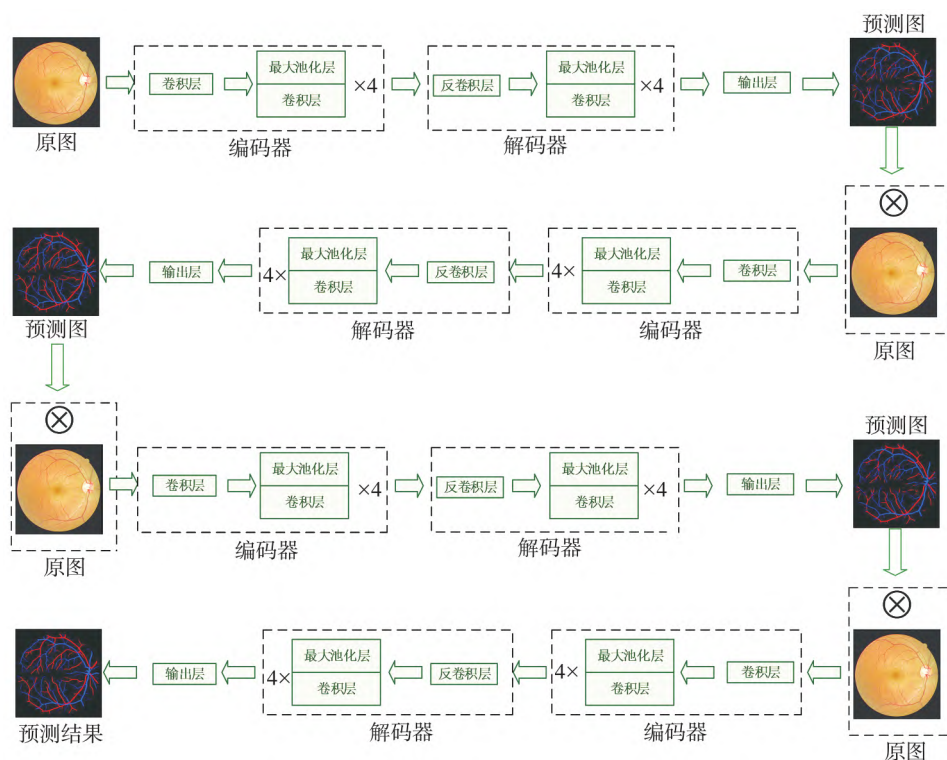 预测图
原图
卷积层
最大池化层
卷积层
×4
编码器
反卷积层
最大池化层
卷积层
×4
解码器
输出层
⊗
原图
卷积层
4×
最大池化层
卷积层
编码器
反卷积层
4×
最大池化层
卷积层
解码器
输出层
预测图
⊗
原图
卷积层
最大池化层
卷积层
×4
编码器
反卷积层
最大池化层
卷积层
×4
解码器
输出层
预测图
⊗
原图
卷积层
4×
最大池化层
卷积层
编码器
反卷积层
4×
最大池化层
卷积层
解码器
输出层
预测结果